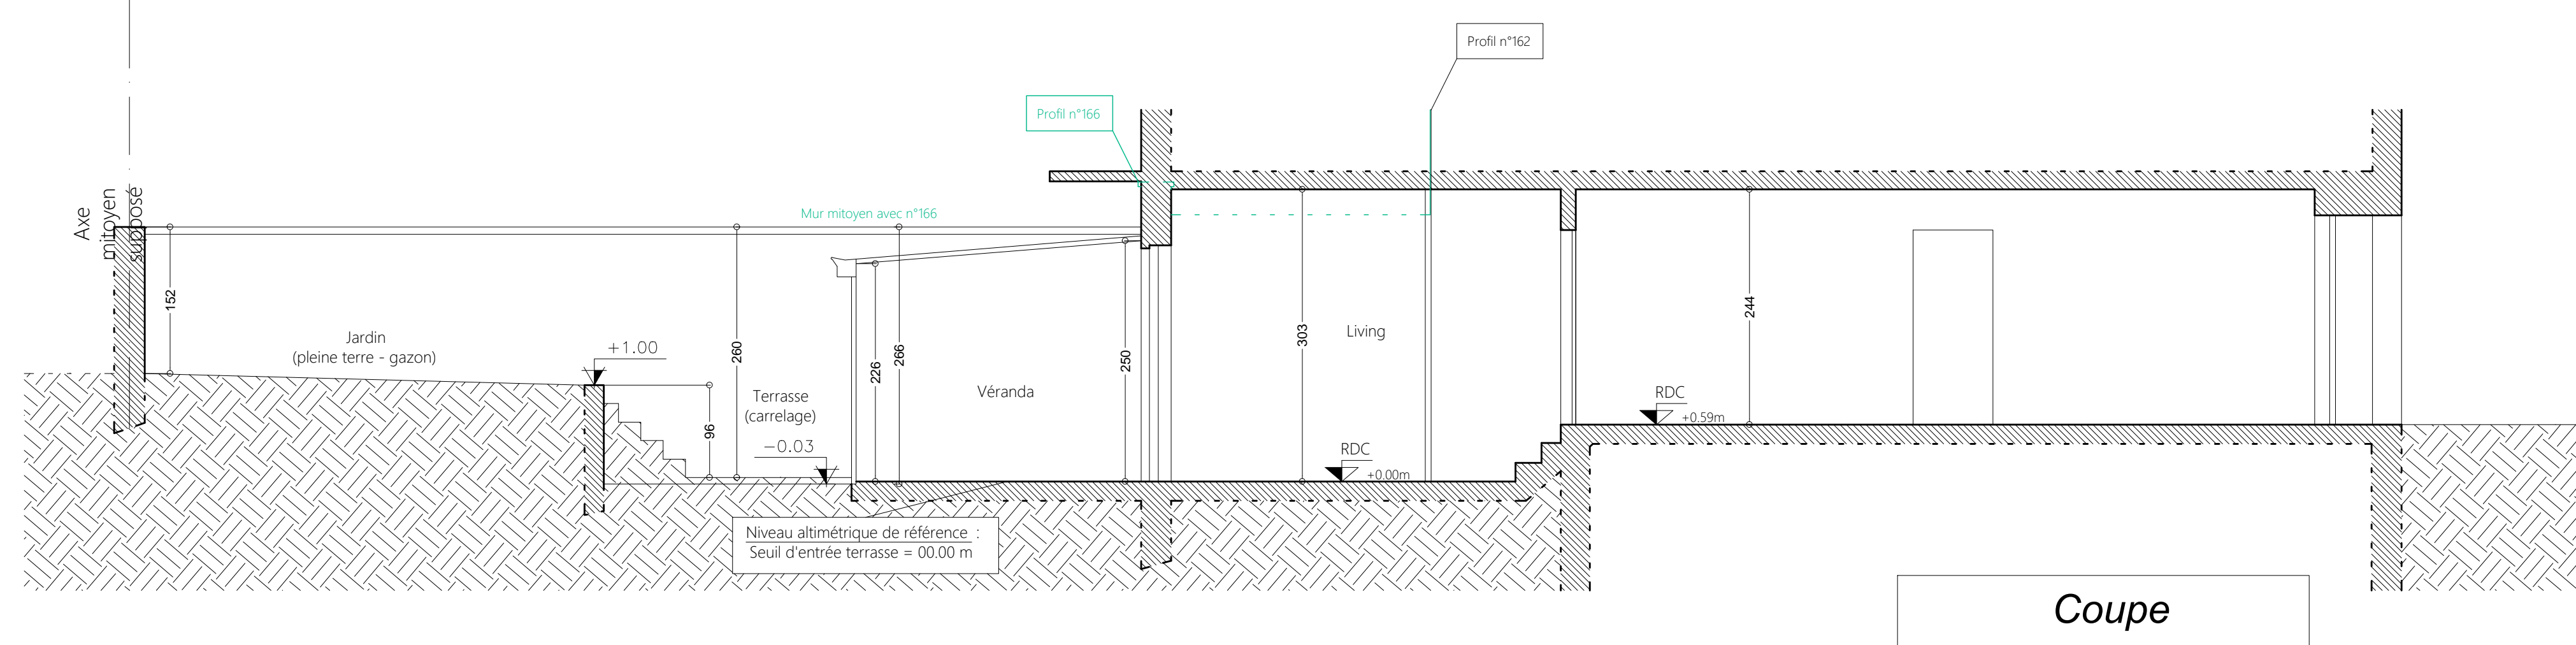 Profil n°162
Profil n°166
Axe
mitoyen
supposé
Mur mitoyen avec n°166
152
Jardin
(pleine terre - gazon)
+1.00
96
260
Terrasse
(carrelage)
-0.03
226
266
Véranda
250
303
Living
RDC
+0.00m
244
RDC
+0.59m
Niveau altimétrique de référence :
Seuil d'entrée terrasse = 00.00 m
Coupe